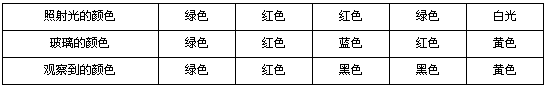 照射光的颜色 绿色 红色 红色 绿色 白光
玻璃的颜色 绿色 红色 蓝色 红色 黄色
观察到的颜色 绿色 红色 黑色 黑色 黄色